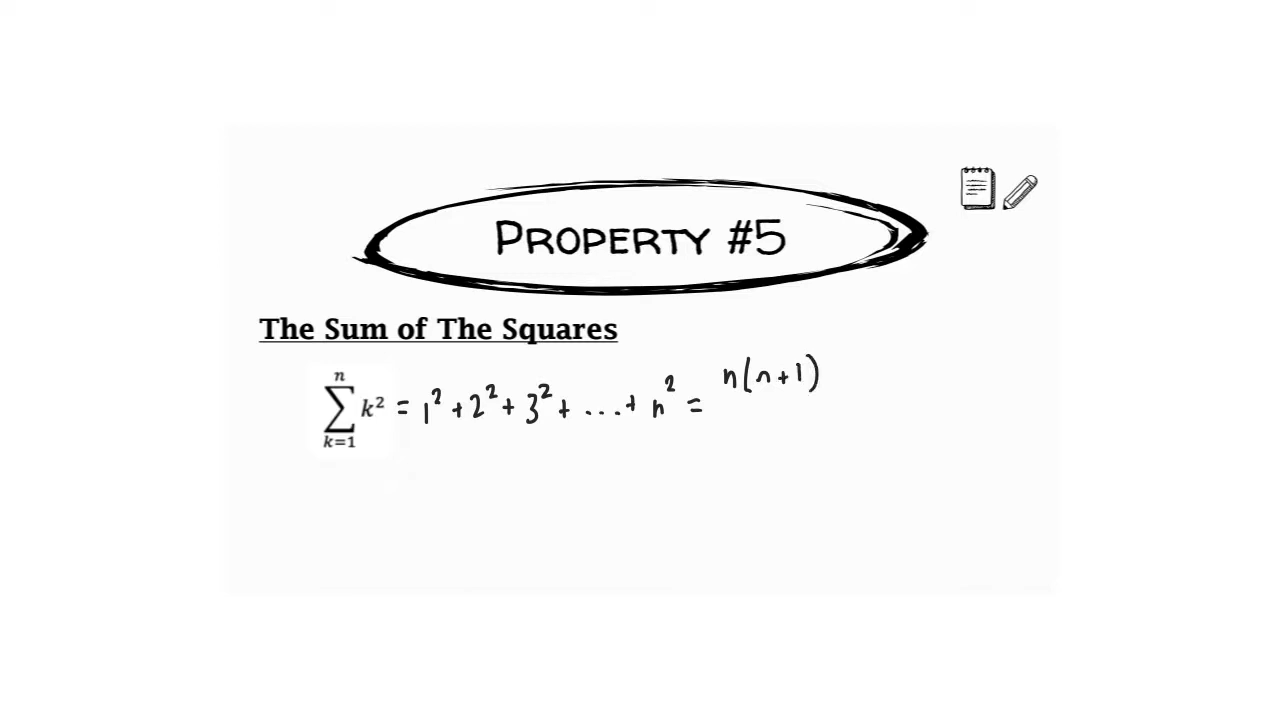 PROPERTY #5
The Sum of The Squares
n
∑ k² = 1² + 2² + 3² + ... + n² = n(n+1)
k=1